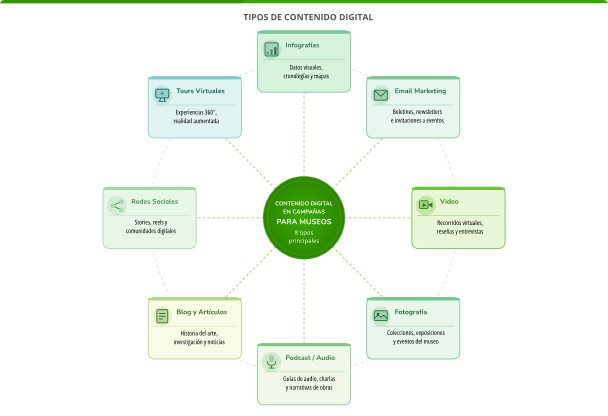 TIPOS DE CONTENIDO DIGITAL
Infografías
Datos visuales,
cronologías y mapas
Tours Virtuales
Experiencias 360°,
realidad aumentada
Email Marketing
Boletines, newsletters
e invitaciones a eventos
Redes Sociales
Stories, reels y
comunidades digitales
CONTENIDO DIGITAL
EN CAMPAÑAS
PARA MUSEOS
8 tipos
principales
Video
Recorridos virtuales,
reseñas y entrevistas
Blog y Artículos
Historia del arte,
investigación y noticias
Fotografía
Colecciones, exposiciones
y eventos del museo
Podcast / Audio
Guías de audio, charlas
y narrativas de obras